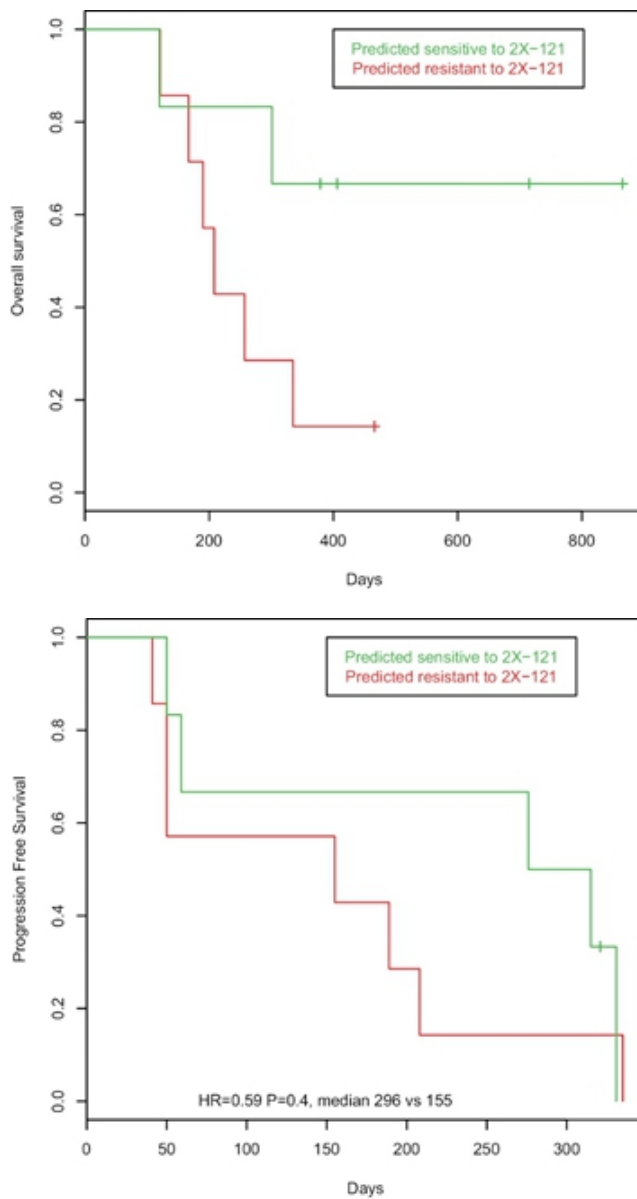 Predicted sensitive to 2X−121
Predicted resistant to 2X−121
Overall survival
1.0
0.8
0.6
0.4
0.2
0.0
0 200 400 600 800
Days
Predicted sensitive to 2X−121
Predicted resistant to 2X−121
Progression Free Survival
1.0
0.8
0.6
0.4
0.2
0.0
HR=0.59 P=0.4, median 296 vs 155
0 50 100 150 200 250 300
Days